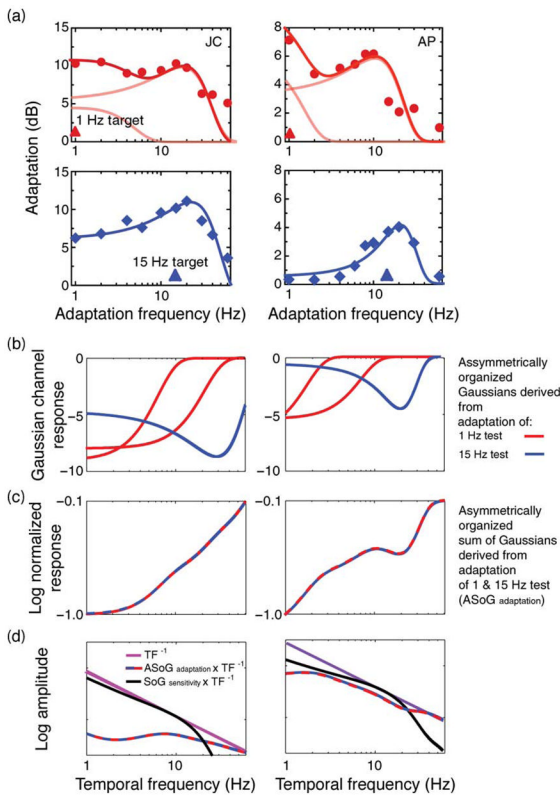 (a)
JC
AP
15
10
5
0
1 Hz target
1
10
8
6
4
2
0
1
10
Adaptation (dB)
15
10
5
0
15 Hz target
1
10
4
2
0
1
10
Adaptation frequency (Hz)
Adaptation frequency (Hz)
(b)
Gaussian channel
response
0
−5
−10
0
−5
−10
Assymmetrically
organized
Gaussians derived
from
adaptation of:
1 Hz test
15 Hz test
(c)
Log normalized
response
−0.1
−1.0
−0.1
−1.0
Asymmetrically
organized
sum of Gaussians
derived from
adaptation
of 1 & 15 Hz test
(ASoG adaptation)
(d)
Log amplitude
TF -1
ASoG adaptation x TF -1
SoG sensitivity x TF -1
1
10
1
10
Temporal frequency (Hz)
Temporal frequency (Hz)